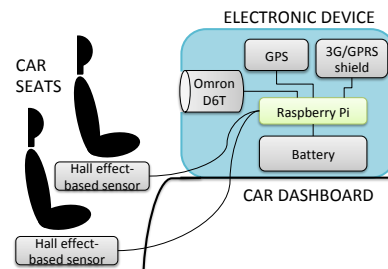 ELECTRONIC DEVICE
CAR
SEATS
GPS
3G/GPRS
shield
Omron
D6T
Raspberry Pi
Battery
Hall effect-
based sensor
CAR DASHBOARD
Hall effect-
based sensor